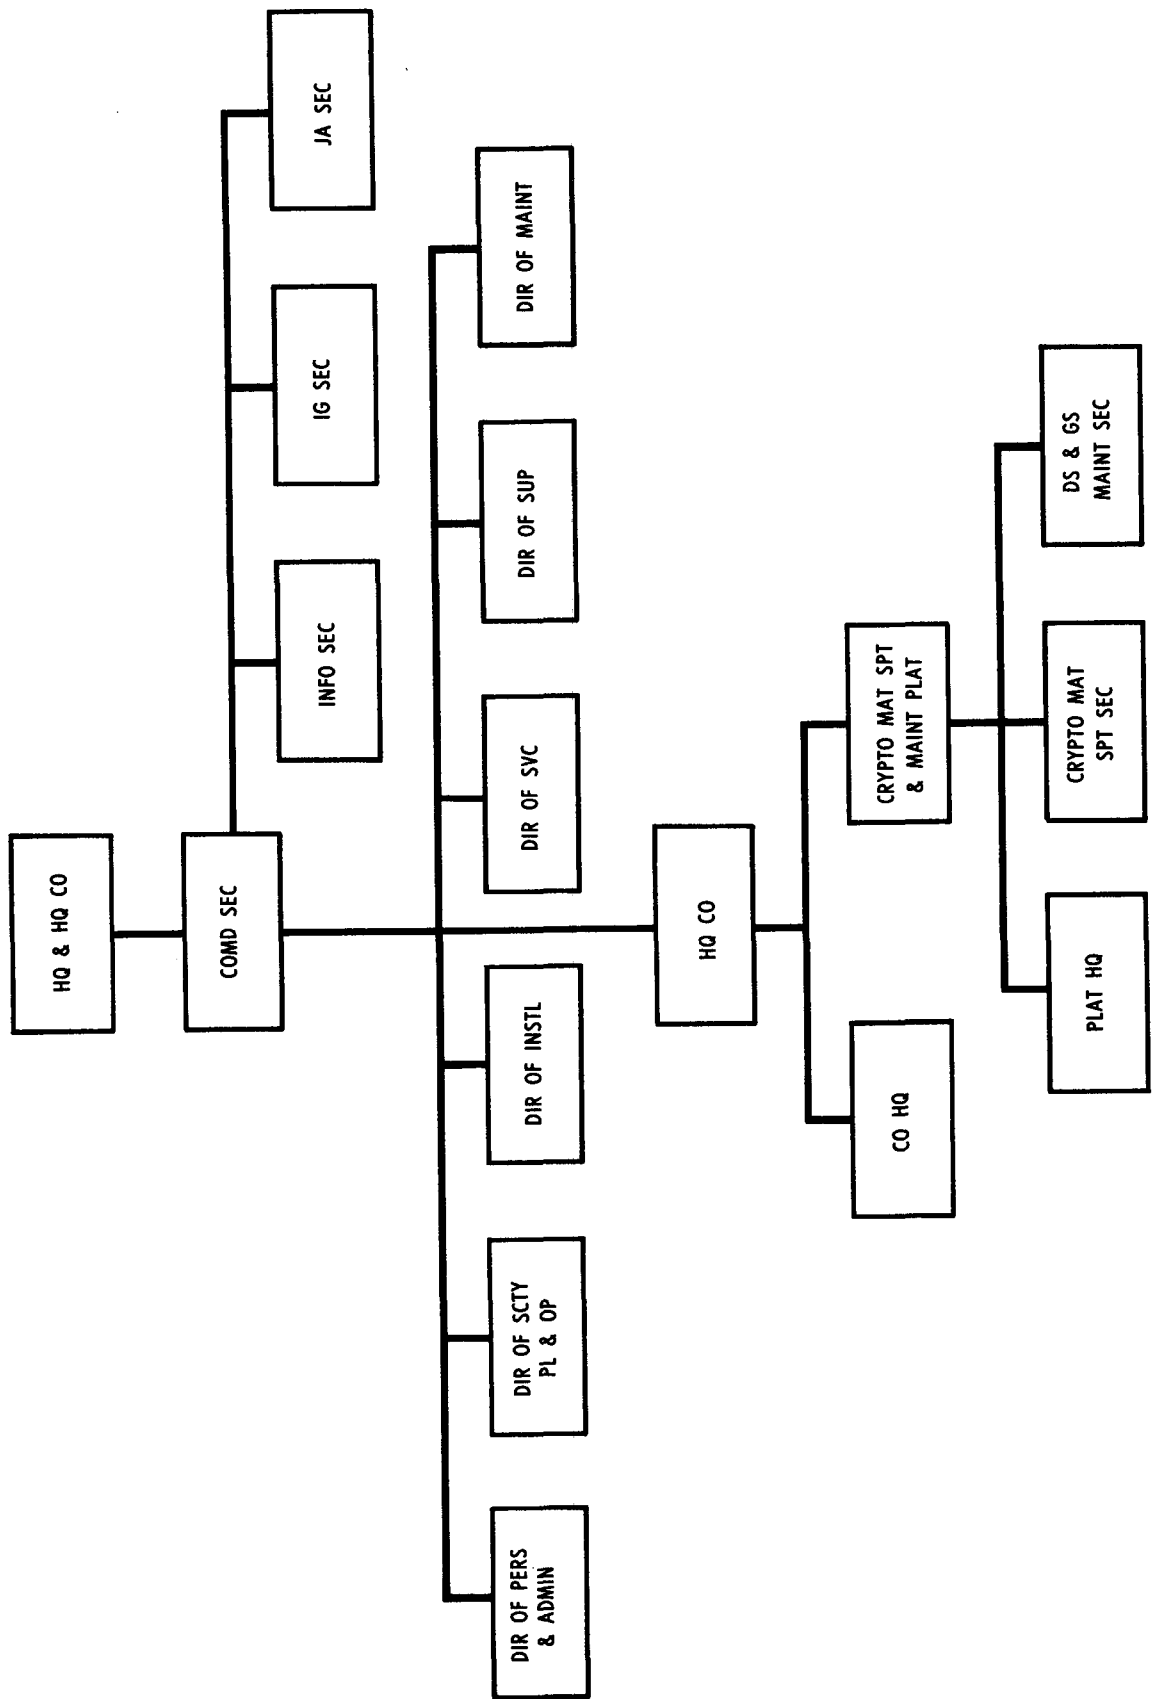 HQ & HQ CO
COMD SEC
INFO SEC
IG SEC
JA SEC
DIR OF PERS
& ADMIN
DIR OF SCTY
PL & OP
DIR OF INSTL
DIR OF SVC
DIR OF SUP
DIR OF MAINT
HQ CO
CO HQ
CRYPTO MAT SPT
& MAINT PLAT
PLAT HQ
CRYPTO MAT
SPT SEC
DS & GS
MAINT SEC